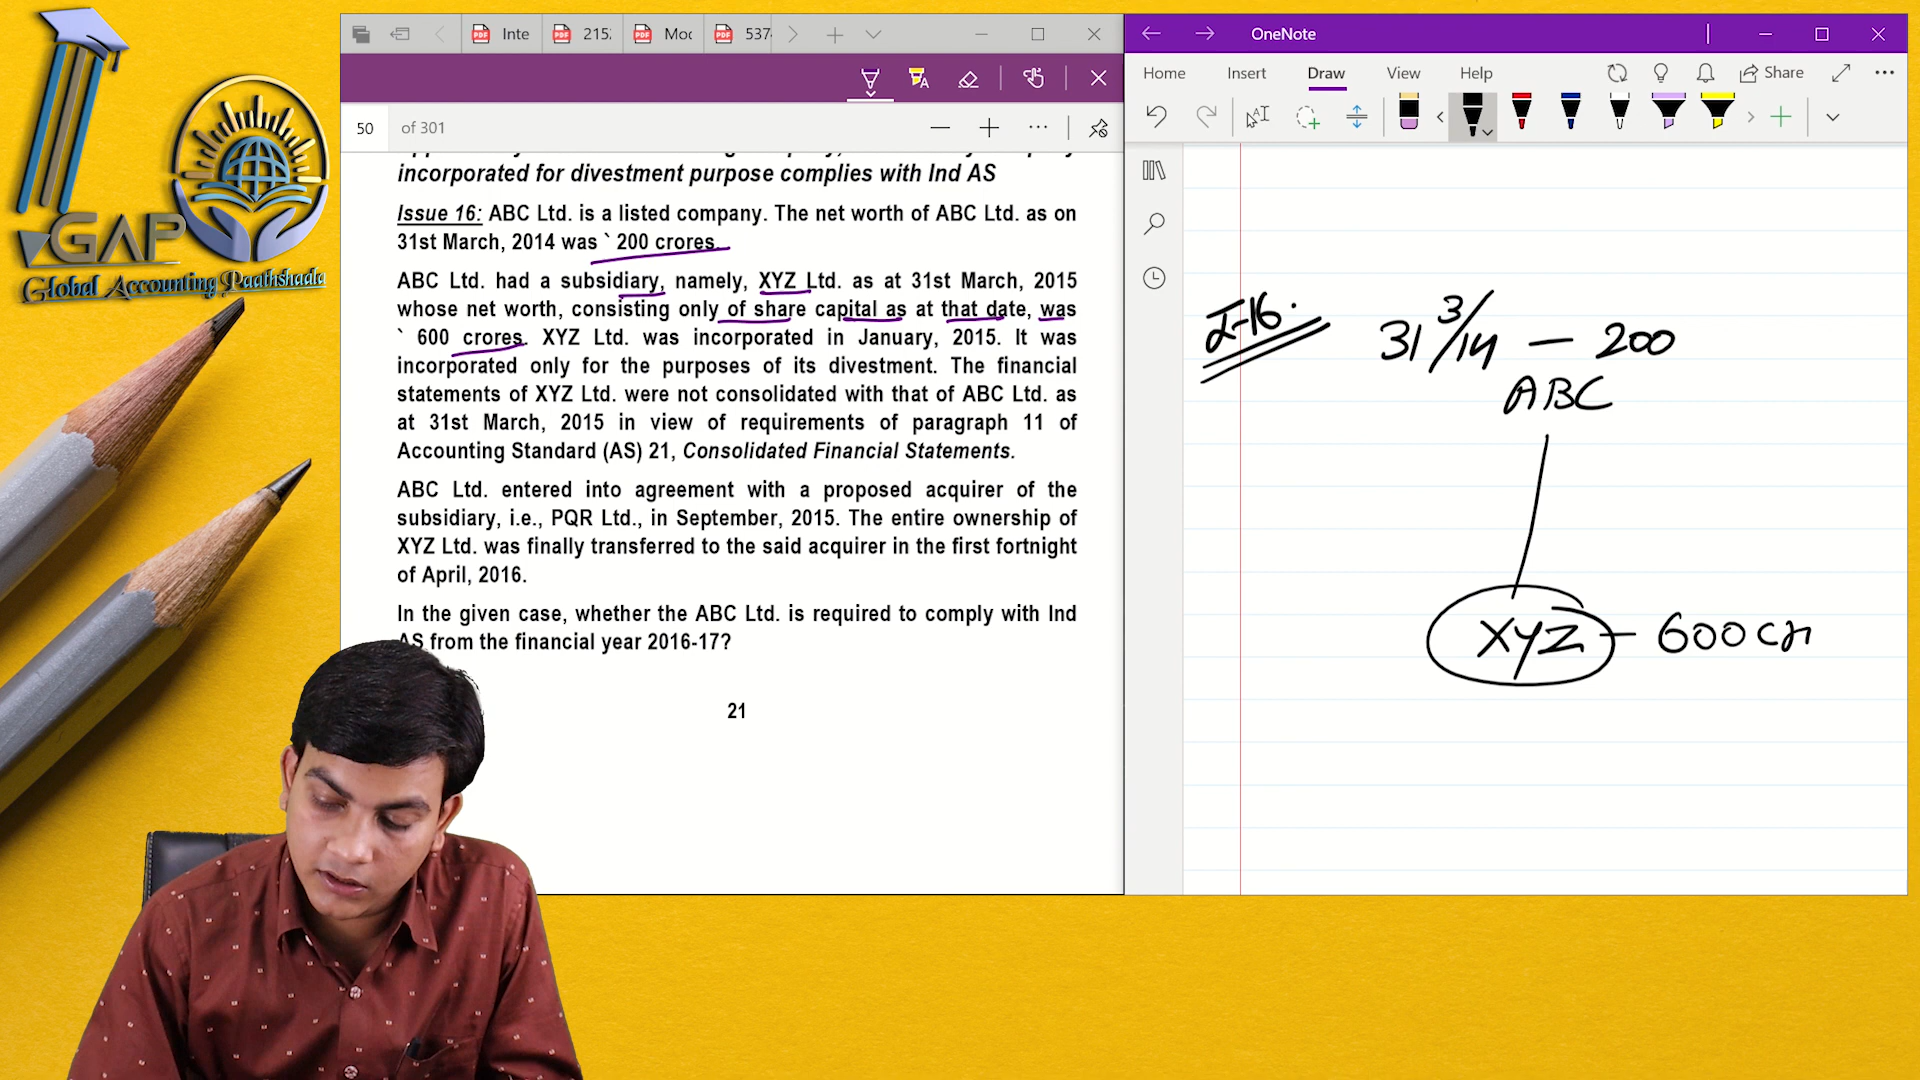 GAP
Global Accounting Paathshaala
Inte
215
Moc
537
OneNote
Home Insert Draw View Help Share
50 of 301
incorporated for divestment purpose complies with Ind AS
Issue 16: ABC Ltd. is a listed company. The net worth of ABC Ltd. as on
31st March, 2014 was ` 200 crores.
ABC Ltd. had a subsidiary, namely, XYZ Ltd. as at 31st March, 2015
whose net worth, consisting only of share capital as at that date, was
` 600 crores. XYZ Ltd. was incorporated in January, 2015. It was
incorporated only for the purposes of its divestment. The financial
statements of XYZ Ltd. were not consolidated with that of ABC Ltd. as
at 31st March, 2015 in view of requirements of paragraph 11 of
Accounting Standard (AS) 21, Consolidated Financial Statements.
ABC Ltd. entered into agreement with a proposed acquirer of the
subsidiary, i.e., PQR Ltd., in September, 2015. The entire ownership of
XYZ Ltd. was finally transferred to the said acquirer in the first fortnight
of April, 2016.
In the given case, whether the ABC Ltd. is required to comply with Ind
AS from the financial year 2016-17?
21
I-16.
31 3/14 — 200
ABC
XYZ — 600 cr